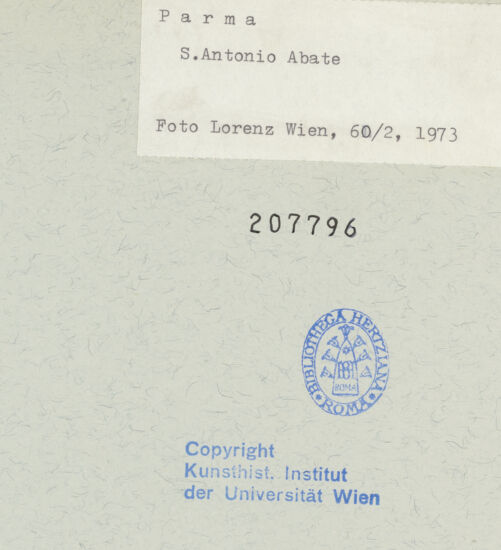 Parma
S.Antonio Abate
Foto Lorenz Wien, 60/2, 1973
207796
BIBLIOTHECA HERTZIANA
ROMA
ROMA
Copyright
Kunsthist. Institut
der Universität Wien